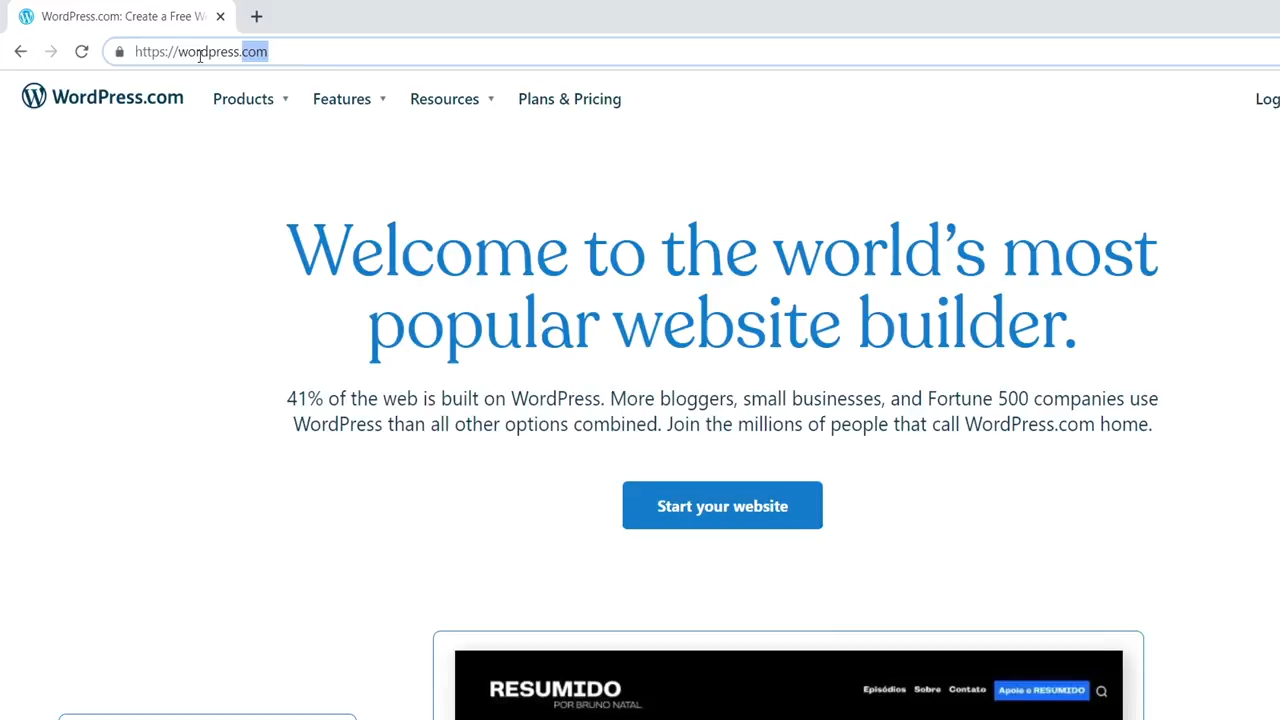 WordPress.com: Create a Free W
https://wordpress.com
WordPress.com Products Features Resources Plans & Pricing Log
Welcome to the world’s most
popular website builder.
41% of the web is built on WordPress. More bloggers, small businesses, and Fortune 500 companies use
WordPress than all other options combined. Join the millions of people that call WordPress.com home.
Start your website
RESUMIDO
POR BRUNO NATAL
Episódios Sobre Contato Apoie o RESUMIDO